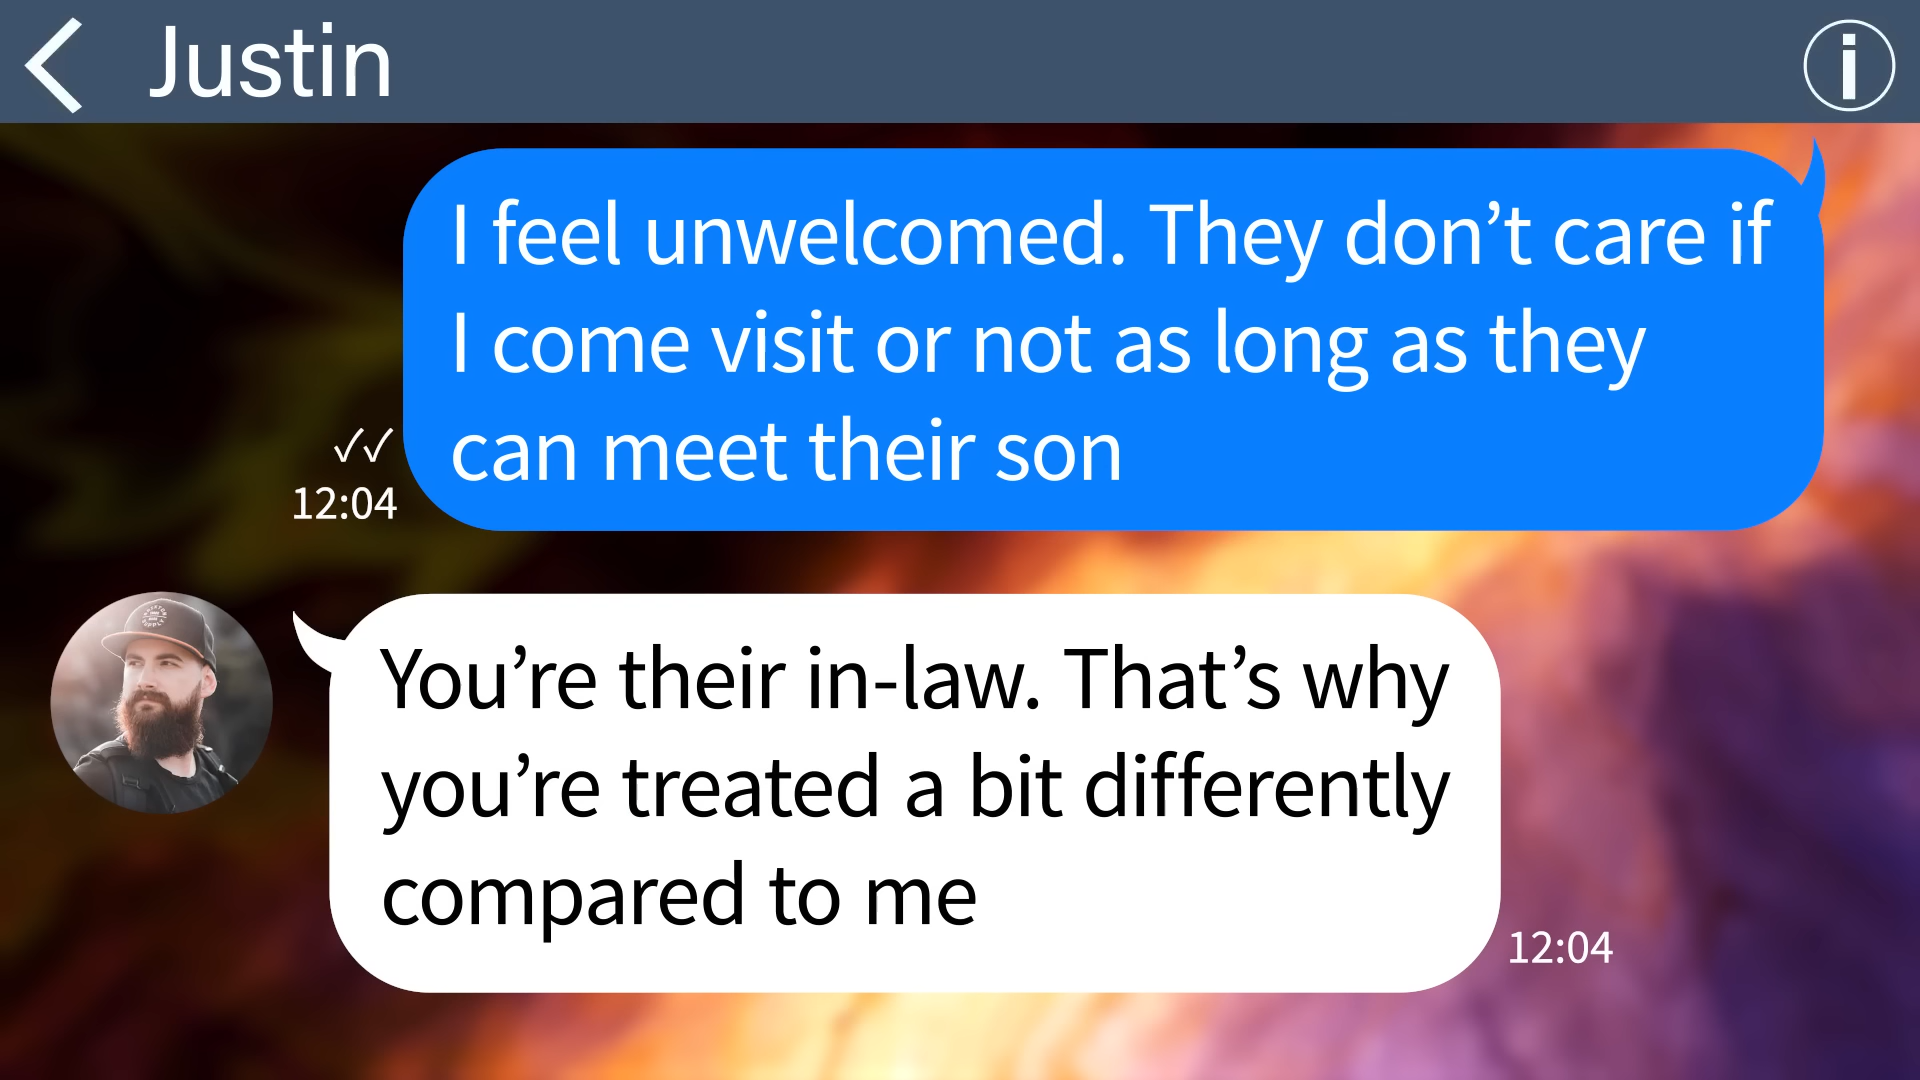 Justin
I feel unwelcomed. They don’t care if
I come visit or not as long as they
can meet their son
✓✓
12:04
You’re their in-law. That’s why
you’re treated a bit differently
compared to me
12:04